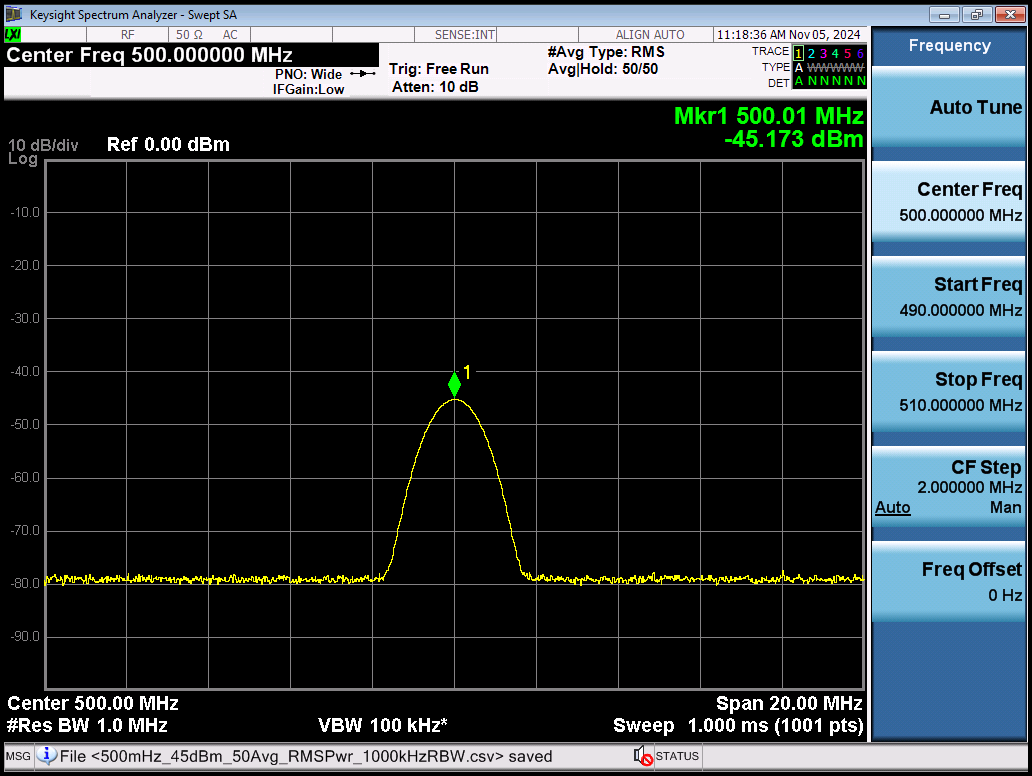 Keysight Spectrum Analyzer - Swept SA
LXI
RF
50 Ω
AC
SENSE:INT
ALIGN AUTO
11:18:36 AM Nov 05, 2024
Center Freq 500.000000 MHz
PNO: Wide
IFGain:Low
Trig: Free Run
Atten: 10 dB
#Avg Type: RMS
Avg|Hold: 50/50
TRACE 1 2 3 4 5 6
TYPE A W W W W W
DET A N N N N N
Mkr1 500.01 MHz
-45.173 dBm
10 dB/div
Log
Ref 0.00 dBm
-10.0
-20.0
-30.0
-40.0
-50.0
-60.0
-70.0
-80.0
-90.0
1
Center 500.00 MHz
Span 20.00 MHz
#Res BW 1.0 MHz
VBW 100 kHz*
Sweep 1.000 ms (1001 pts)
MSG
File <500mHz_45dBm_50Avg_RMSPwr_1000kHzRBW.csv> saved
STATUS
Frequency
Auto Tune
Center Freq
500.000000 MHz
Start Freq
490.000000 MHz
Stop Freq
510.000000 MHz
CF Step
2.000000 MHz
Auto Man
Freq Offset
0 Hz